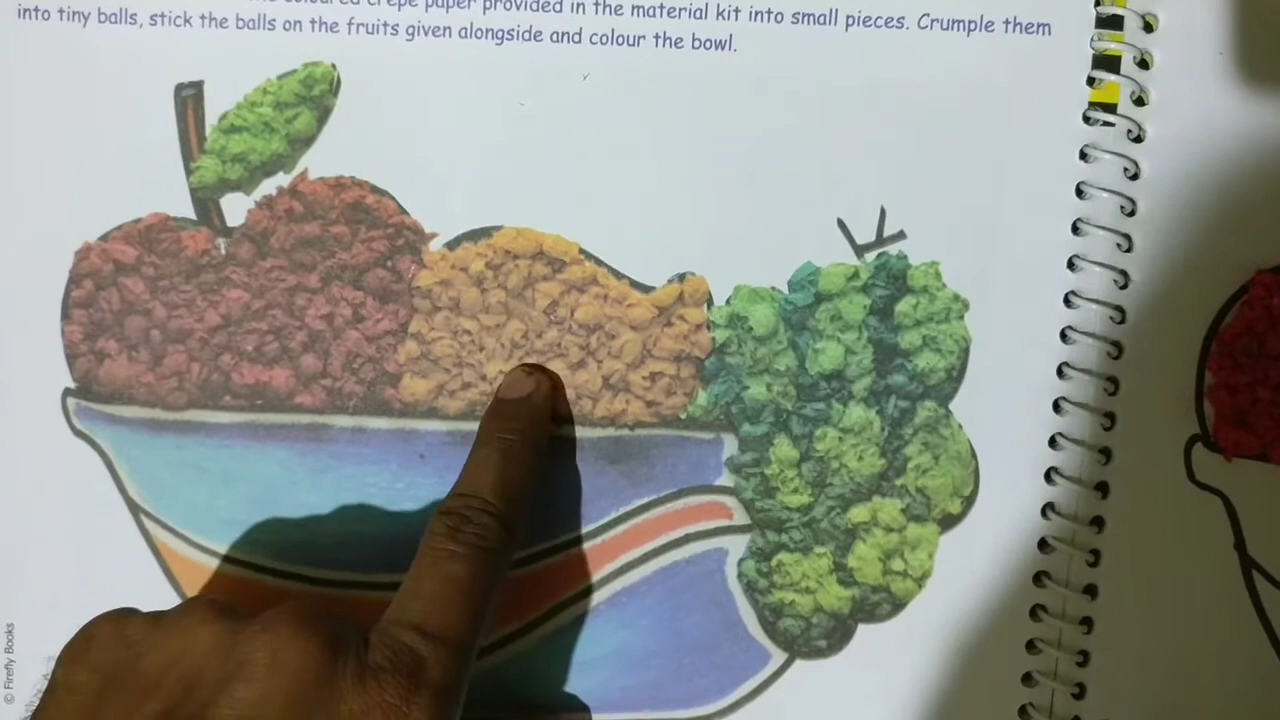 crepe paper provided in the material kit into small pieces. Crumple them
into tiny balls, stick the balls on the fruits given alongside and colour the bowl.
© Firefly Books